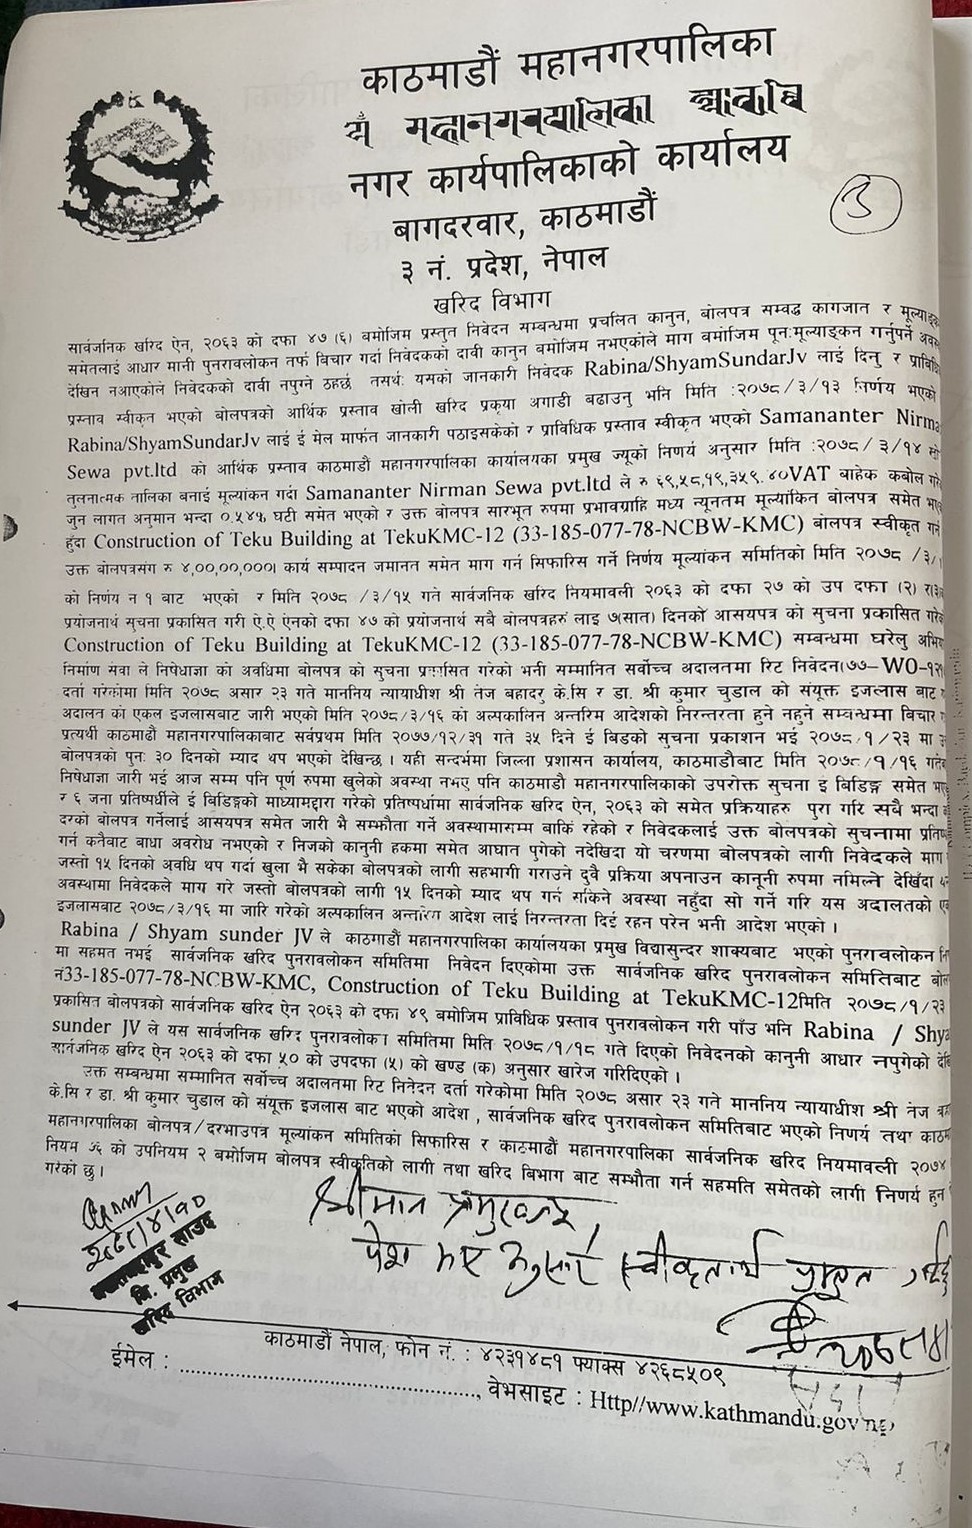 काठमाडौं महानगरपालिका
नगर कार्यपालिकाको कार्यालय
बागदरवार, काठमाडौं
३ नं. प्रदेश, नेपाल
3
खरिद विभाग
सार्वजनिक खरिद ऐन, २०६३ को दफा ४७ (६) बमोजिम प्रस्तुत निवेदन सम्बन्धमा प्रचलित कानुन, बोलपत्र सम्बद्ध कागजात र
समेतलाई आधार मानी पुनरावलोकन तर्फ विचार गर्दा निवेदकको दावी कानुन बमोजिम नभएकोले माग बमोजिम पून:मूल्याङ्कन गर्नुपर्ने
देखिन नआएकोले निवेदकको दावी नपुग्ने ठहर्छ तसर्थ: यसको जानकारी निवेदक Rabina/ShyamSundarJv लाई दिनु र
प्रस्ताव स्वीकृत भएको बोलपत्रको आर्थिक प्रस्ताव खोली खरिद प्रकृया अगाडी बढाउनु भनि मिति :२०७८/३/१३ निर्णय भएको
Rabina/ShyamSundarJv लाई ई मेल मार्फत जानकारी पठाइसकेको र प्राविधिक प्रस्ताव स्वीकृत भएको Samananter
Sewa pvt.ltd को आर्थिक प्रस्ताव काठमाडौं महानगरपालिका कार्यालयका प्रमुख ज्यूको निर्णय अनुसार मिति :२०७८/३/१४
तुलनात्मक तालिका बनाई मूल्यांकन गर्दा Samananter Nirman Sewa pvt.ltd ले रु ६९,५८,१९,३५९.४०VAT बाहेक कबोल
जुन लागत अनुमान भन्दा ०.५४% घटी समेत भएको र उक्त बोलपत्र सारभूत रुपमा प्रभावग्राहि मध्य न्यूनतम मूल्यांकित बोलपत्र समेत
हुँदा Construction of Teku Building at TekuKMC-12 (33-185-077-78-NCBW-KMC) बोलपत्र स्वीकृत
उक्त बोलपत्रसंग रु ४,००,००,०००। कार्य सम्पादन जमानत समेत माग गर्न सिफारिस गर्ने निर्णय मूल्यांकन समितिको मिति २०७८ /३/
को निर्णय न १ बाट भएको र मिति २०७८ /३/१५ गते सार्वजनिक खरिद नियमावली २०६३ को दफा २७ को उप दफा (२)
प्रयोजनार्थ सूचना प्रकासित गरी ऐ.ऐ ऐनको दफा ४७ को प्रयोजनार्थ सबै बोलपत्रहरु लाइ ७(सात) दिनको आसयपत्र को सुचना प्रकासित
Construction of Teku Building at TekuKMC-12 (33-185-077-78-NCBW-KMC) सम्बन्धमा घरेलु
निर्माण सेवा ले निषेधाज्ञा को अवधिमा बोलपत्र को सुचना प्रकासित गरेको भनी सम्मानित सर्वोच्च अदालतमा रिट निवेदन(७७-WO-
दर्ता गरेकोमा मिति २०७८ असार २३ गते माननिय न्यायाधीश श्री तेज बहादुर के.सि र डा. श्री कुमार चुडाल को संयूक्त इजलास बाट
अदालत को एकल इजलासबाट जारी भएको मिति २०७८/३/१६ को अल्पकालिन अन्तरिम आदेशको निरन्तरता हुने नहुने सम्बन्धमा बिचार
प्रत्यर्थी काठमाडौं महानगरपालिकाबाट सर्वप्रथम मिति २०७७/१२/३१ गते ३५ दिने ई बिडको सुचना प्रकाशन भई २०७८/१/२३ मा
बोलपत्रको पुनः ३० दिनको म्याद थप भएको देखिन्छ । यही सन्दर्भमा जिल्ला प्रशासन कार्यालय, काठमाडौबाट मिति २०७८/१/१६
निषेधाज्ञा जारी भई आज सम्म पनि पूर्ण रुपमा खुलेको अवस्था नभए पनि काठमाडौ महानगरपालिकाको उपरोक्त सुचना इ बिडिङ्ग समेत
र ६ जना प्रतिष्पर्धीले ई बिडिङ्गको माध्यामद्वारा गरेको प्रतिष्पर्धामा सार्वजनिक खरिद ऐन, २०६३ को समेत प्रक्रियाहरु पुरा गरि सबै भन्दा
दरको बोलपत्र गर्नेलाई आसयपत्र समेत जारी भै सम्झौता गर्ने अवस्थामासम्म बाकि रहेको र निवेदकलाई उक्त बोलपत्रको सुचनामा
गर्न कनैबाट बाधा अवरोध नभएको र निजको कानुनी हकमा समेत आघात पुगेको नदेखिदा यो चरणमा बोलपत्रको लागी निवेदकले माग
जस्तो १५ दिनको अवधि थप गर्दा खुला भै सकेका बोलपत्रको लागी सहभागी गराउने दुवै प्रक्रिया अपनाउन कानूनी रुपमा नमिल्ने देखिंदा
अवस्थामा निवेदकले माग गरे जस्तो बोलपत्रको लागी १५ दिनको म्याद थप गर्न सकिने अवस्था नहुँदा सो गर्ने गरि यस अदालतको
इजलासबाट २०७८/३/१६ मा जारि गरेको अल्पकालिन अन्तरिम आदेश लाई निरन्तरता दिई रहन परेन भनी आदेश भएको ।
Rabina / Shyam sunder JV ले काठमाडौं महानगरपालिका कार्यालयका प्रमुख विद्यासुन्दर शाक्यबाट भएको पुनरावलोकन
मा सहमत नभई सार्वजनिक खरिद पुनरावलोकन समितिमा निवेदन दिएकोमा उक्त सार्वजनिक खरिद पुनरावलोकन समितिबाट
नं33-185-077-78-NCBW-KMC, Construction of Teku Building at TekuKMC-12मिति २०७८/१/२३
प्रकासित बोलपत्रको सार्वजनिक खरिद ऐन २०६३ को दफा ४९ बमोजिम प्राविधिक प्रस्ताव पुनरावलोकन गरी पाँउ भनि Rabina /
sunder JV ले यस सार्वजनिक खरिद पुनरावलोकन समितिमा मिति २०७८/१/१८ गते दिएको निवेदनको कानुनी आधार नपुगेको
सार्वजनिक खरिद ऐन २०६३ को दफा ५० को उपदफा (५) को खण्ड (क) अनुसार खारेज गरिदिएको ।
उक्त सम्बन्धमा सम्मानित सर्वोच्च अदालतमा रिट निवेदन दर्ता गरेकोमा मिति २०७८ असार २३ गते माननिय न्यायाधीश श्री तेज
के.सि र डा. श्री कुमार चुडाल को संयूक्त इजलास बाट भएको आदेश , सार्वजनिक खरिद पुनरावलोकन समितिबाट भएको निर्णय तथा
महानगरपालिका बोलपत्र/दरभाउपत्र मूल्यांकन समितिको सिफारिस र काठमाडौं महानगरपालिका सार्वजनिक खरिद नियमावली २०७४
नियम को उपनियम २ बमोजिम बोलपत्र स्वीकृतिको लागी तथा खरिद विभाग बाट सम्झौता गर्न सहमति समेतको लागी निर्णय हुन
गरेको छु ।
श्रीमान प्रमुखज्यू,
पेश भए अनुसार स्वीकृतार्थ प्रस्तुत
नि. प्रमुख
खरिद विभाग
काठमाडौं नेपाल, फोन नं. : ४२३१४८१ फ्याक्स ४२६८५०९
ईमेल : ..............................., वेभसाइट : Http//www.kathmandu.gov